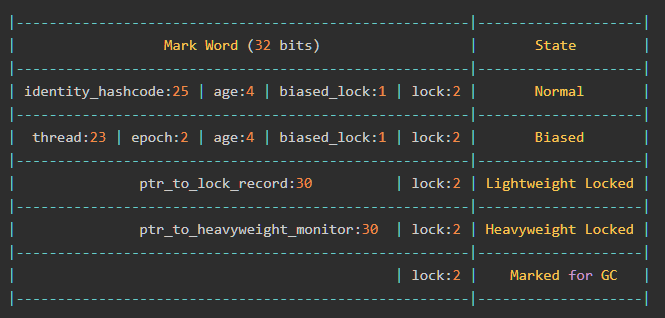 |------------------------------------------------------|--------------------|
|                  Mark Word (32 bits)                  |       State        |
|------------------------------------------------------|--------------------|
| identity_hashcode:25 | age:4 | biased_lock:1 | lock:2 |       Normal       |
|------------------------------------------------------|--------------------|
|  thread:23 | epoch:2 | age:4 | biased_lock:1 | lock:2 |       Biased       |
|------------------------------------------------------|--------------------|
|               ptr_to_lock_record:30          | lock:2 | Lightweight Locked |
|------------------------------------------------------|--------------------|
|               ptr_to_heavyweight_monitor:30  | lock:2 | Heavyweight Locked |
|------------------------------------------------------|--------------------|
|                                              | lock:2 |    Marked for GC   |
|------------------------------------------------------|--------------------|